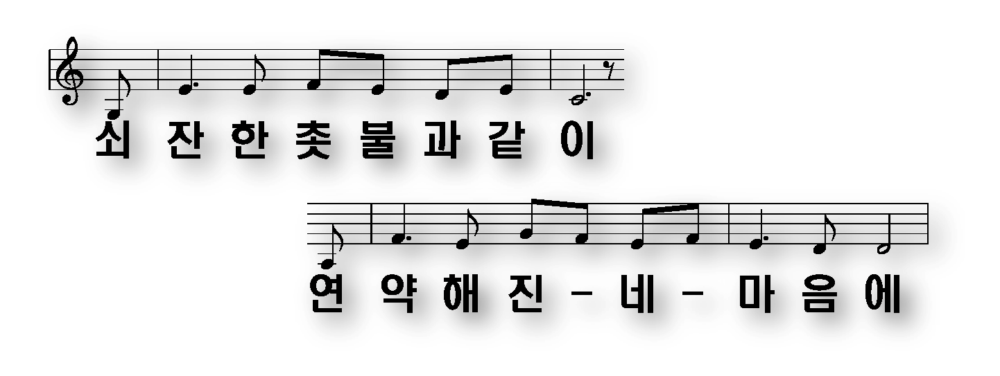 쇠 잔 한 촛 불 과 같 이
연 약 해 진 - 네 - 마 음 에